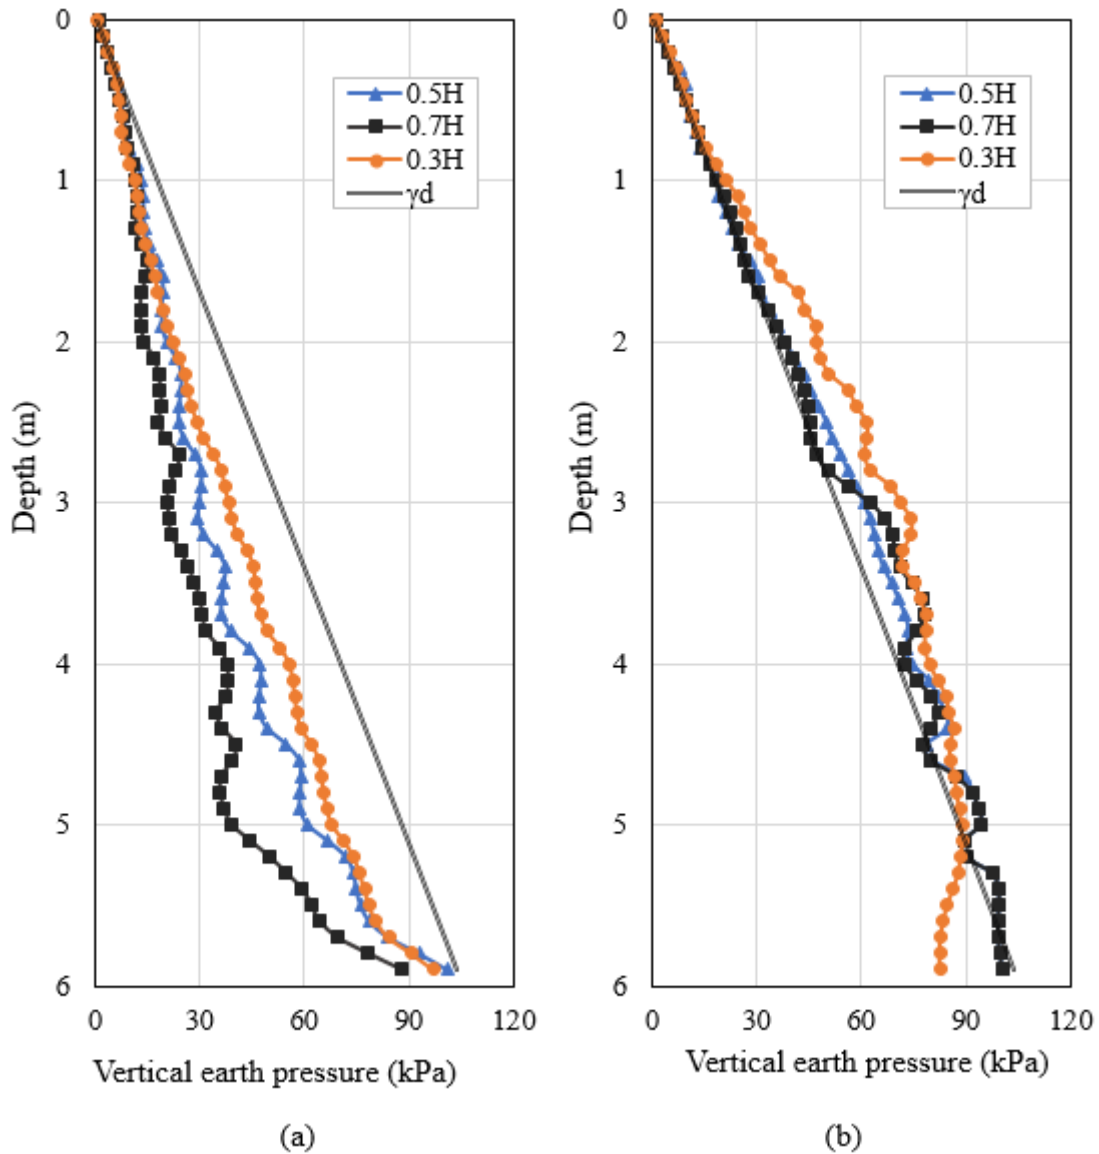 0
1
2
3
4
5
6
Depth (m)
0.5H
0.7H
0.3H
γd
0 30 60 90 120
Vertical earth pressure (kPa)
(a)
0
1
2
3
4
5
6
Depth (m)
0.5H
0.7H
0.3H
γd
0 30 60 90 120
Vertical earth pressure (kPa)
(b)